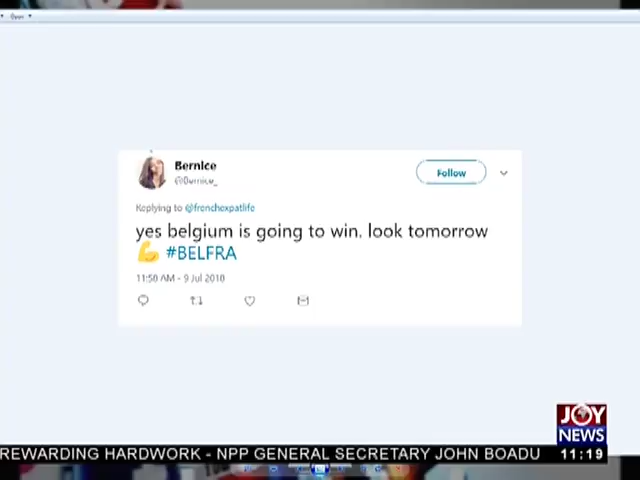 Bernice
@Bernice_
Follow
Replying to @frenchexpatlife
yes belgium is going to win. look tomorrow
💪 #BELFRA
11:58 AM - 9 Jul 2018
JOY
NEWS
REWARDING HARDWORK - NPP GENERAL SECRETARY JOHN BOADU
11:19